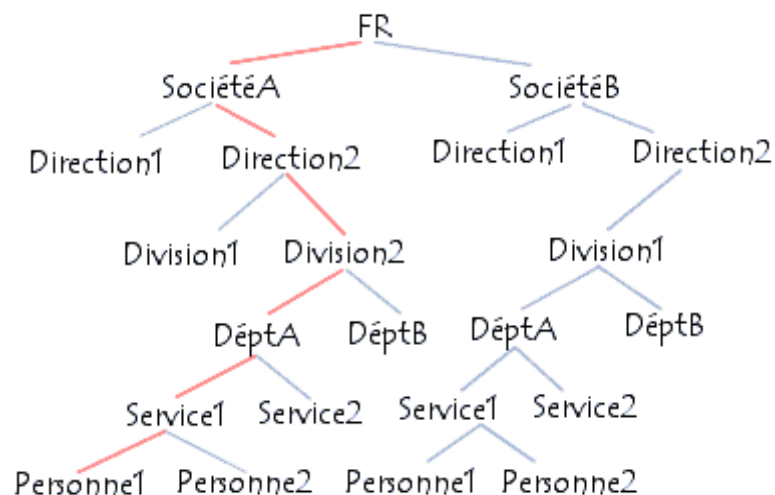 FR
SociétéA SociétéB
Direction1 Direction2 Direction1 Direction2
Division1 Division2 Division1
DéptA DéptB DéptA DéptB
Service1 Service2 Service1 Service2
Personne1 Personne2 Personne1 Personne2